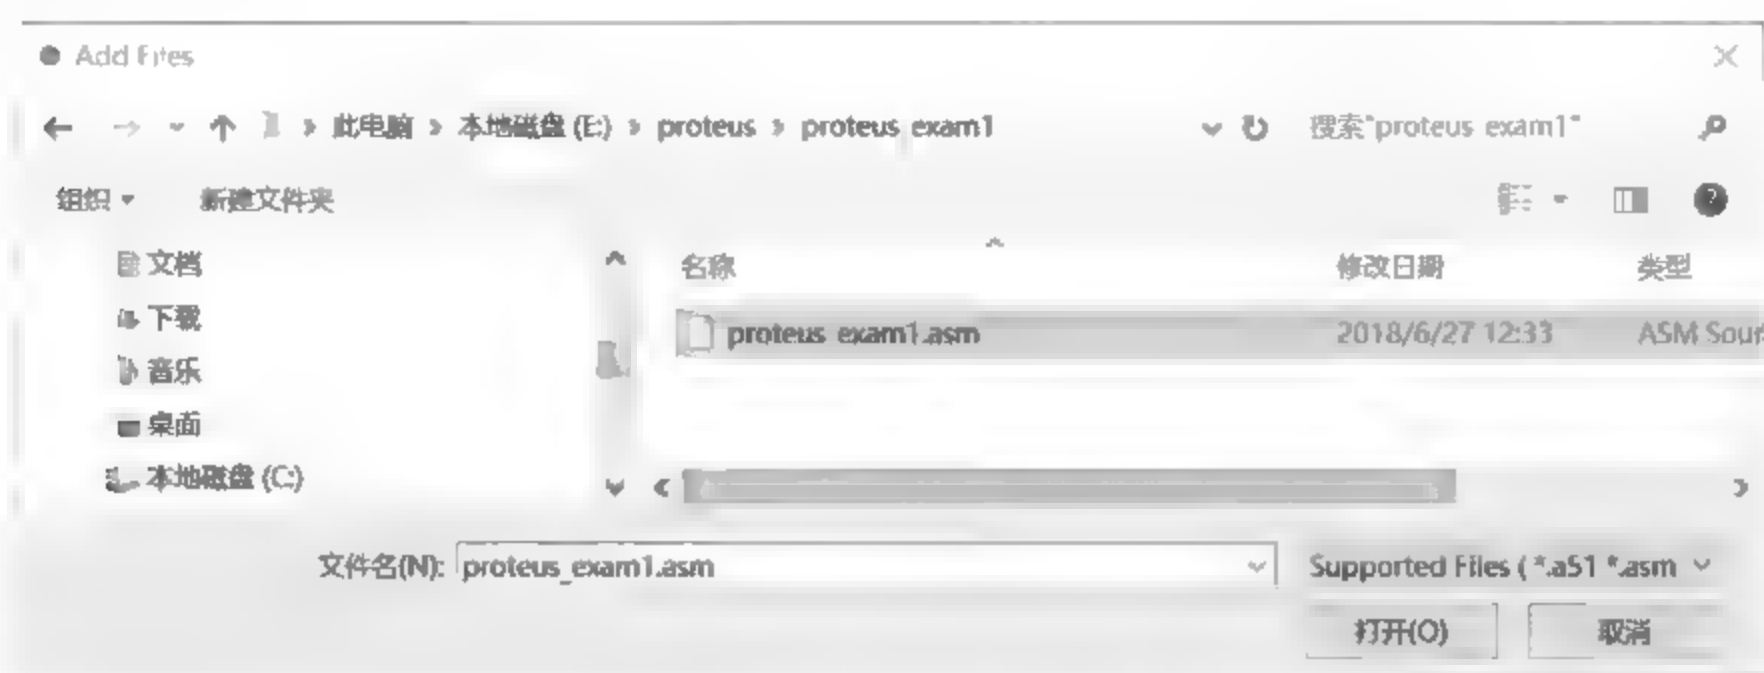 Add Files
此电脑 › 本地磁盘 (E:) › proteus › proteus_exam1 搜索"proteus exam1"
组织 新建文件夹
名称 修改日期 类型
文档
proteus exam1.asm 2018/6/27 12:33 ASM Sour
下载
音乐
桌面
本地磁盘 (C:)
文件名(N): proteus_exam1.asm Supported Files ( *.a51 *.asm
打开(O) 取消